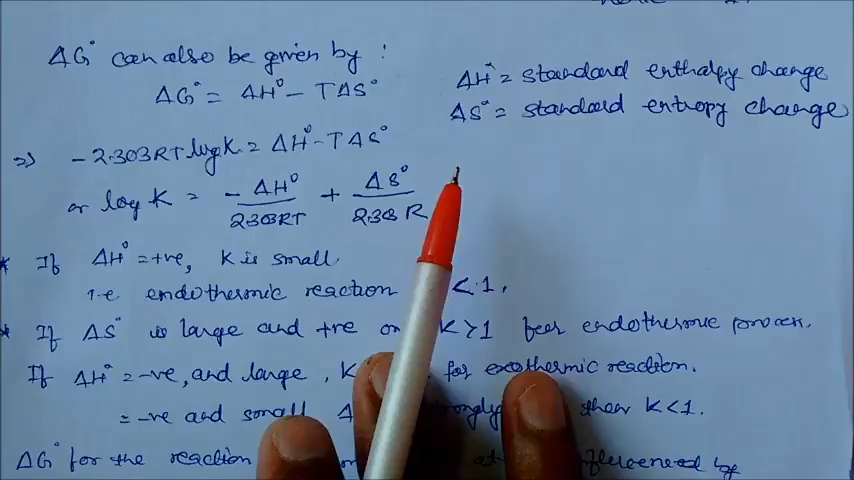 ΔG° can also be given by :
ΔG° = ΔH° - TΔS°
ΔH° = standard enthalpy change
ΔS° = standard entropy change
=> - 2.303RT logK = ΔH° - TΔS°
or log K = - ΔH°/2.303RT + ΔS°/2.303 R
* If ΔH° = +ve, K is small.
i.e endothermic reaction < 1.
* If ΔS° is large and +ve K > 1 for endothermic process.
If ΔH° = -ve, and large, K for exothermic reaction.
= -ve and small then K < 1.
ΔG° for the reaction by